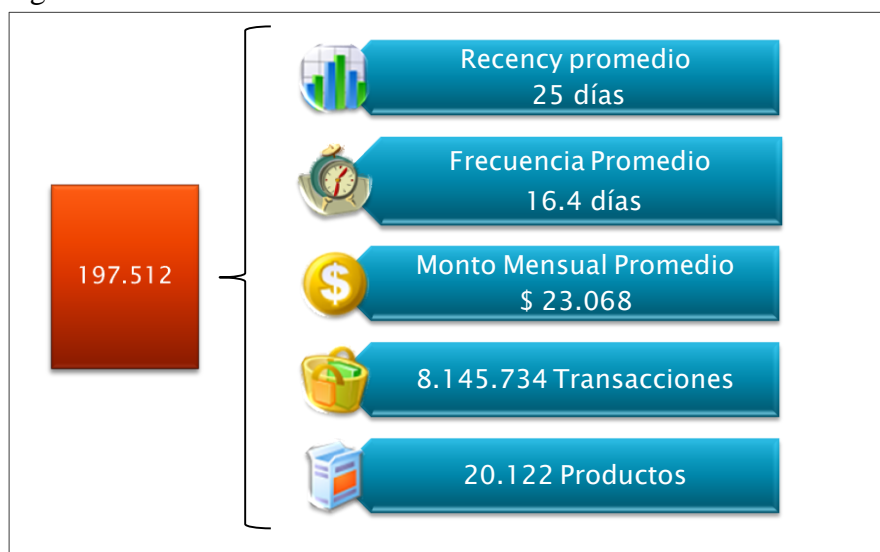 197.512
Recency promedio
25 días
Frecuencia Promedio
16.4 días
Monto Mensual Promedio
$ 23.068
8.145.734 Transacciones
20.122 Productos